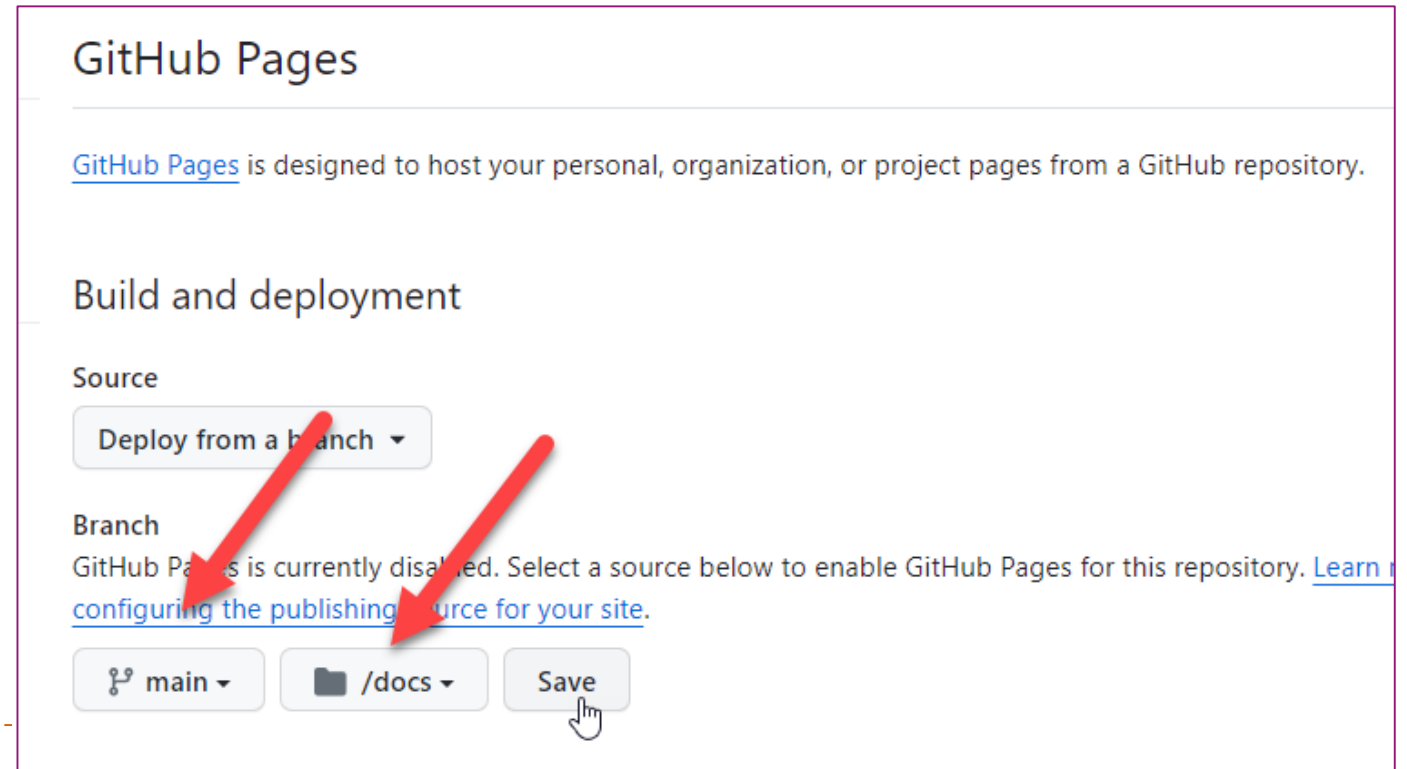 GitHub Pages
GitHub Pages is designed to host your personal, organization, or project pages from a GitHub repository.
Build and deployment
Source
Deploy from a branch
Branch
GitHub Pages is currently disabled. Select a source below to enable GitHub Pages for this repository. Learn
configuring the publishing source for your site.
main
/docs
Save